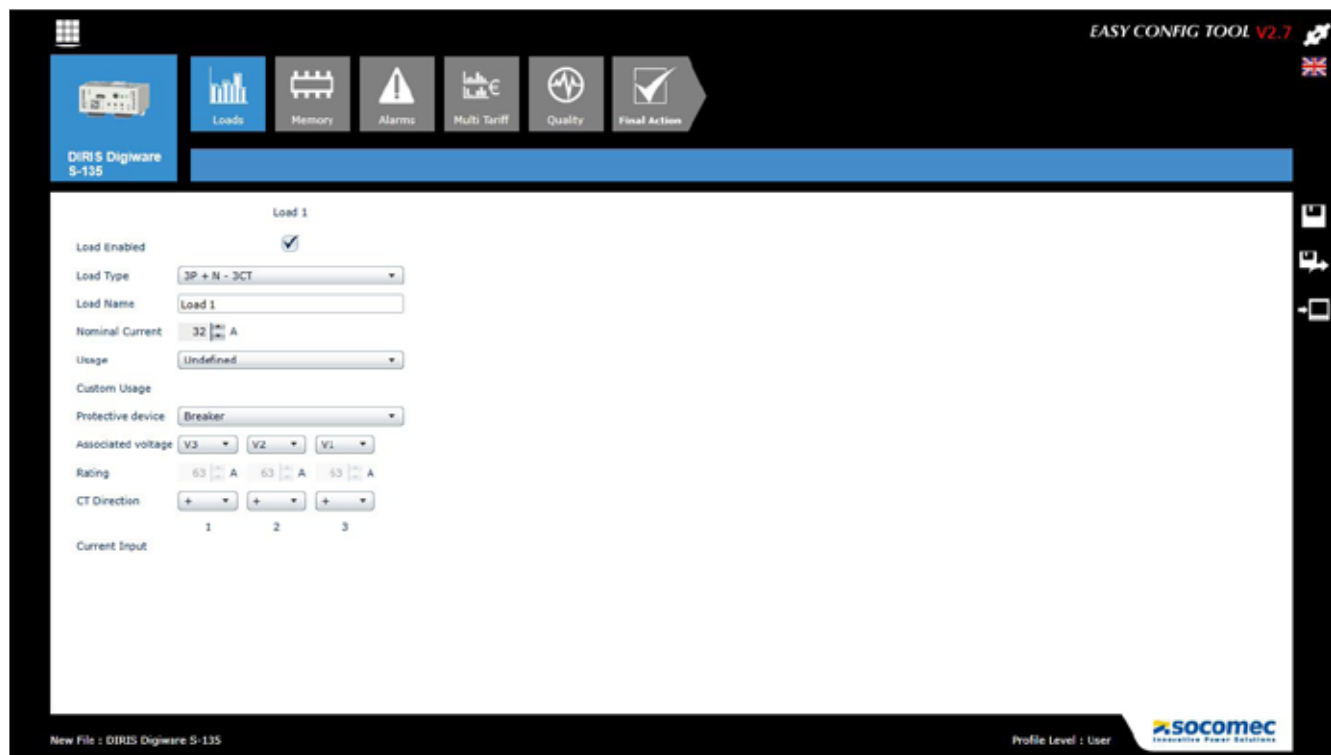 EASY CONFIG TOOL V2.7
Loads
Memory
Alarms
Multi Tariff
Quality
Final Action
DIRIS Digiware
S-135
Load 1
Load Enabled
Load Type 3P + N - 3CT
Load Name Load 1
Nominal Current 32 A
Usage Undefined
Custom Usage
Protective device Breaker
Associated voltage V3 V2 V1
Rating 63 A 63 A 63 A
CT Direction + + +
1 2 3
Current Input
New File : DIRIS Digiware S-135
Profile Level : User
socomec
Innovative Power Solutions